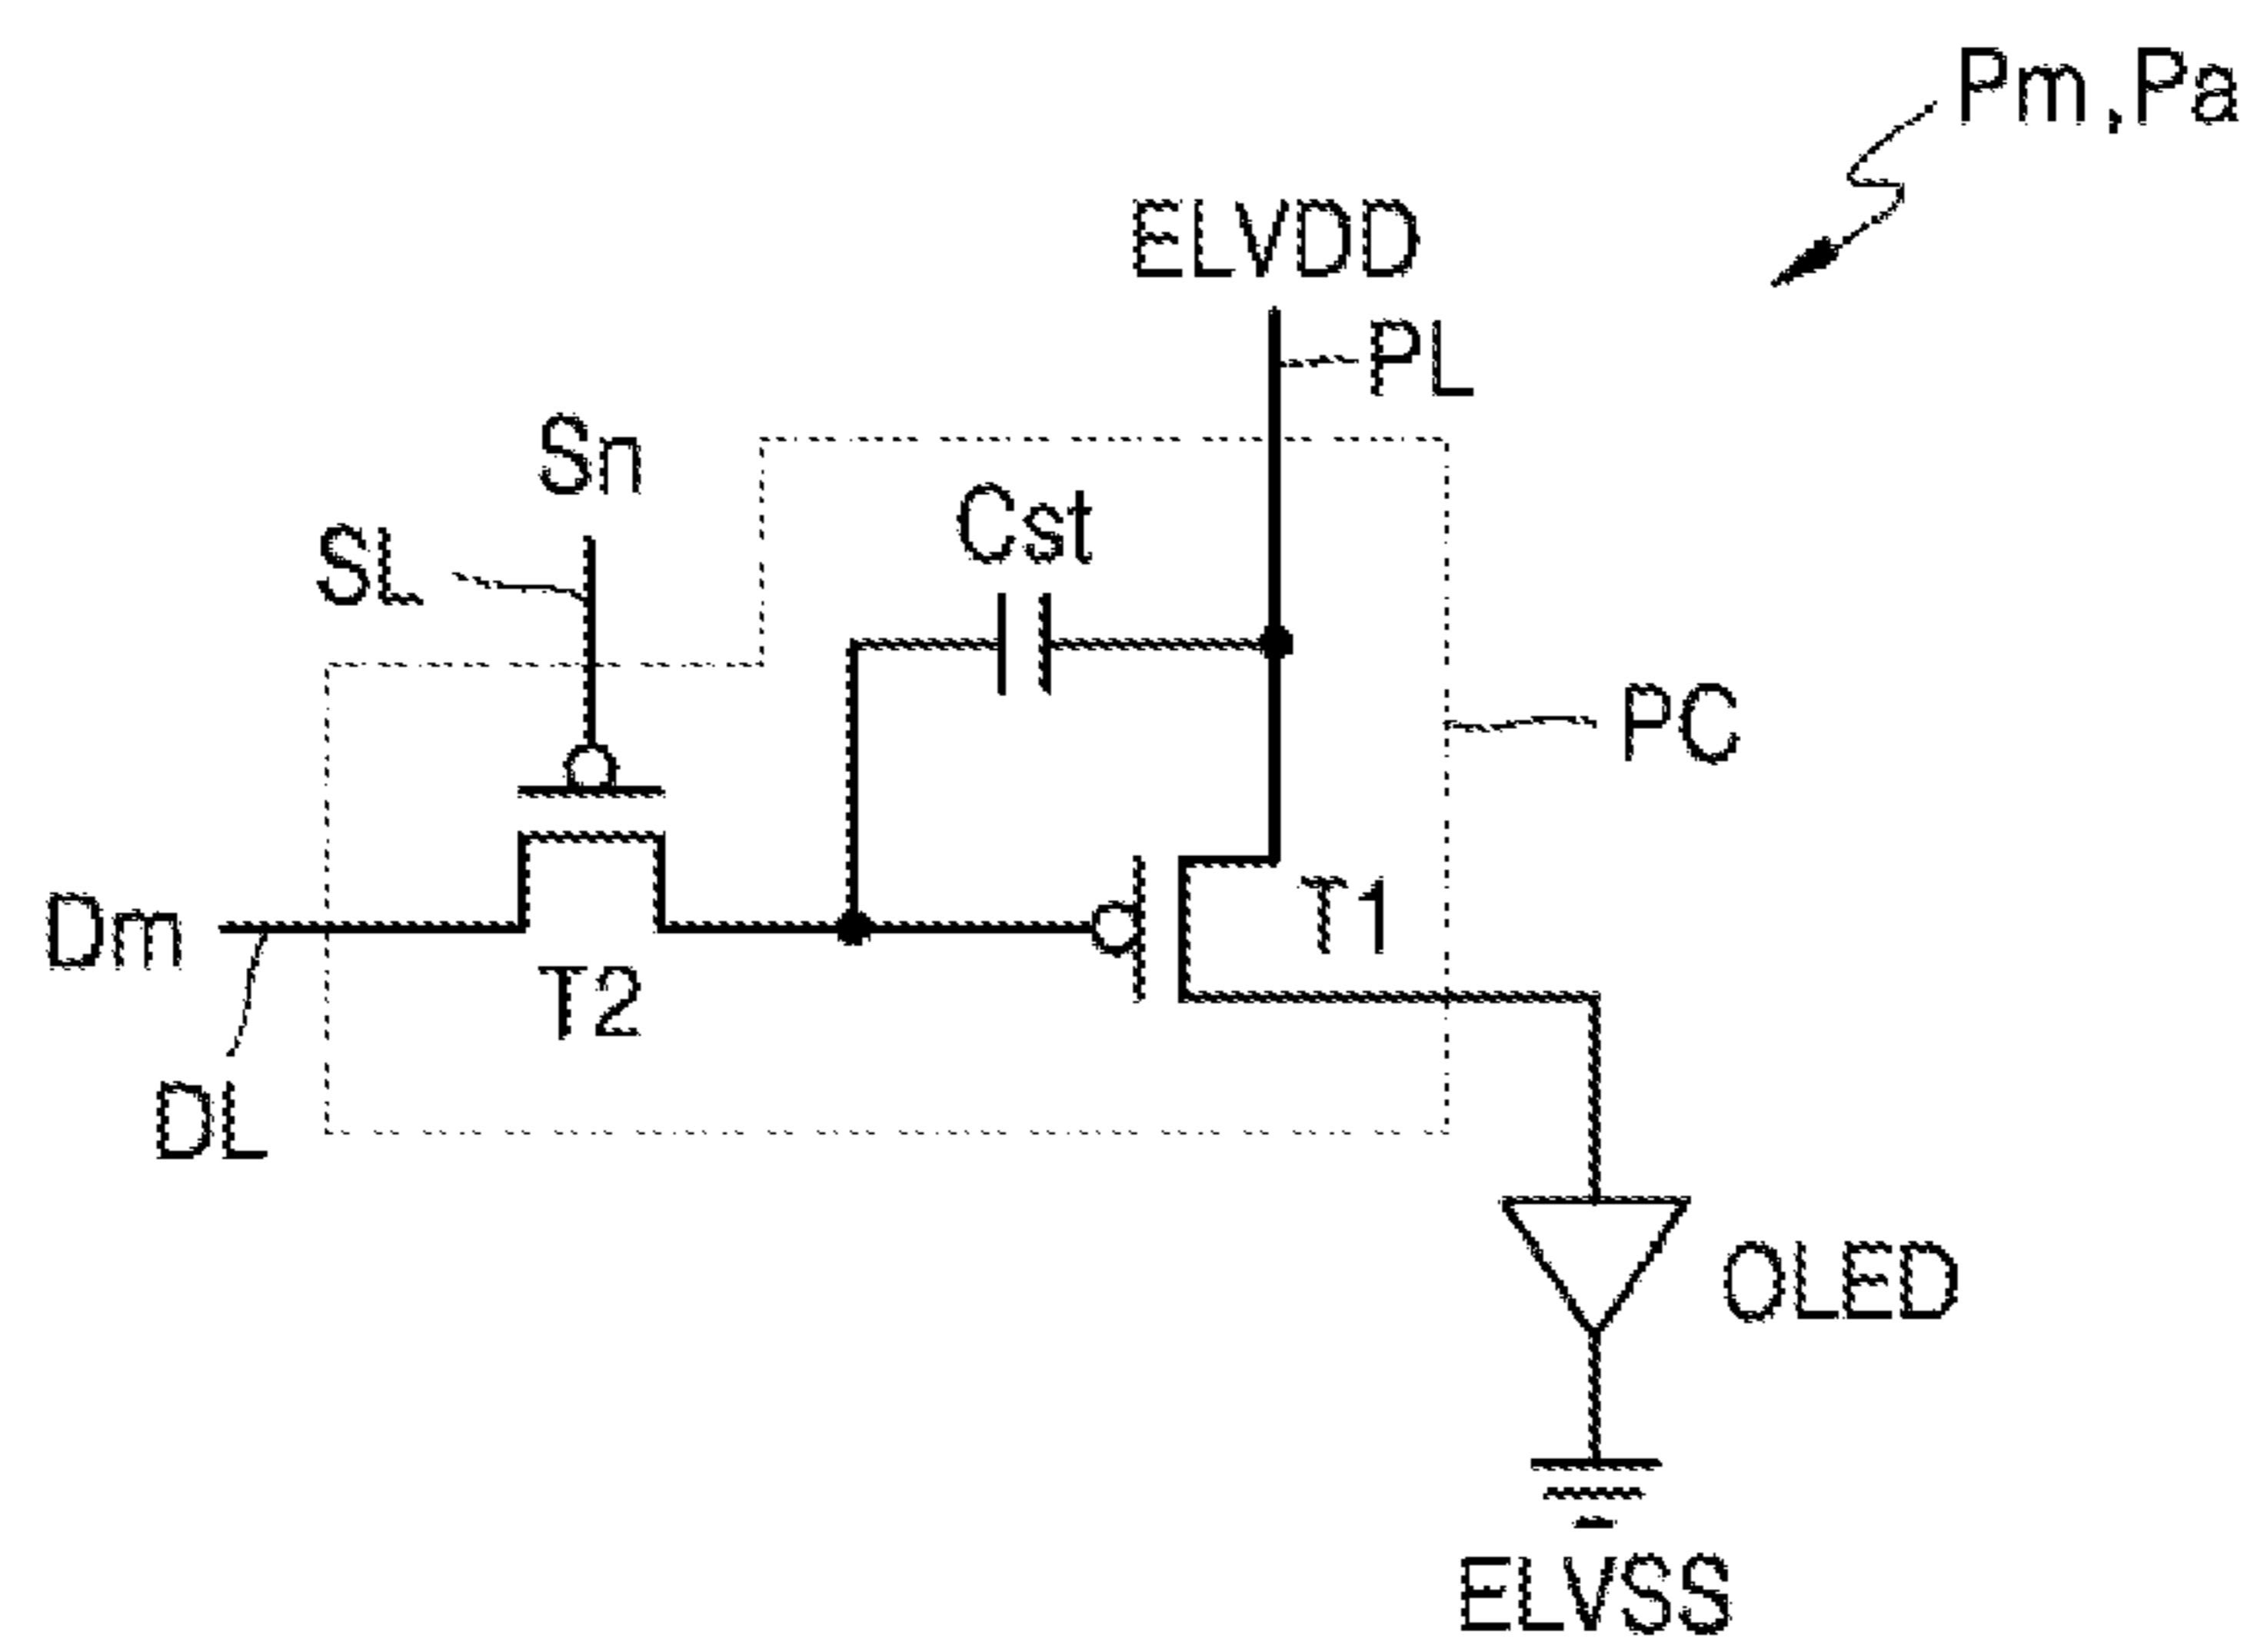 Pm,Pa
ELVDD
PL
Sn
Cst
SL
PC
T1
Dm
T2
DL
OLED
ELVSS